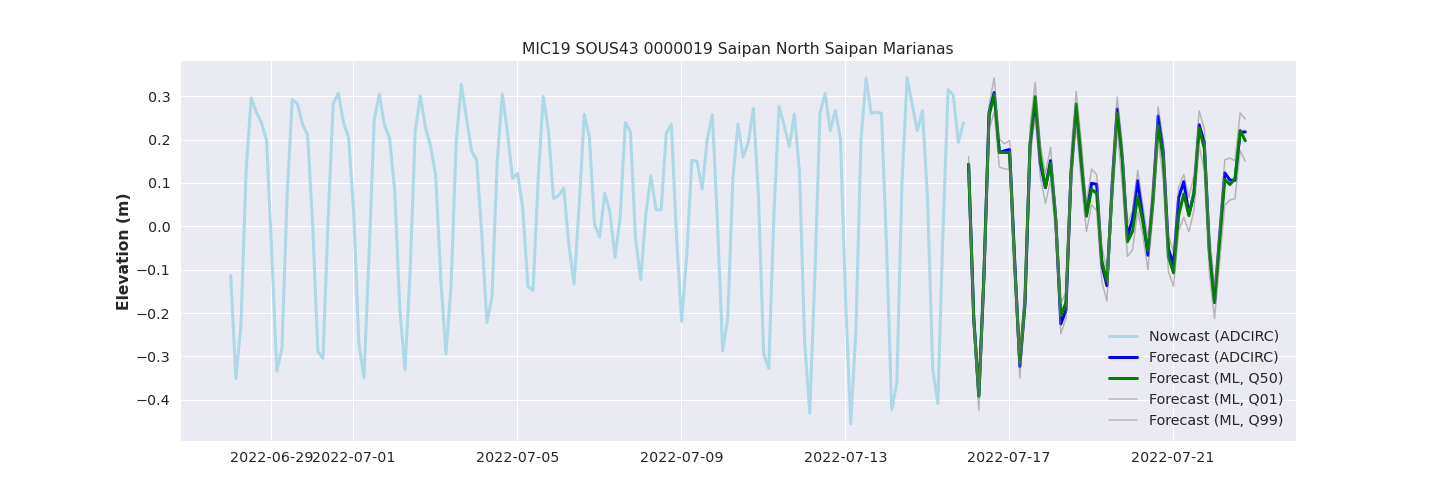 MIC19 SOUS43 0000019 Saipan North Saipan Marianas
Elevation (m)
0.3
0.2
0.1
0.0
−0.1
−0.2
−0.3
−0.4
Nowcast (ADCIRC)
Forecast (ADCIRC)
Forecast (ML, Q50)
Forecast (ML, Q01)
Forecast (ML, Q99)
2022-06-29 2022-07-01 2022-07-05 2022-07-09 2022-07-13 2022-07-17 2022-07-21